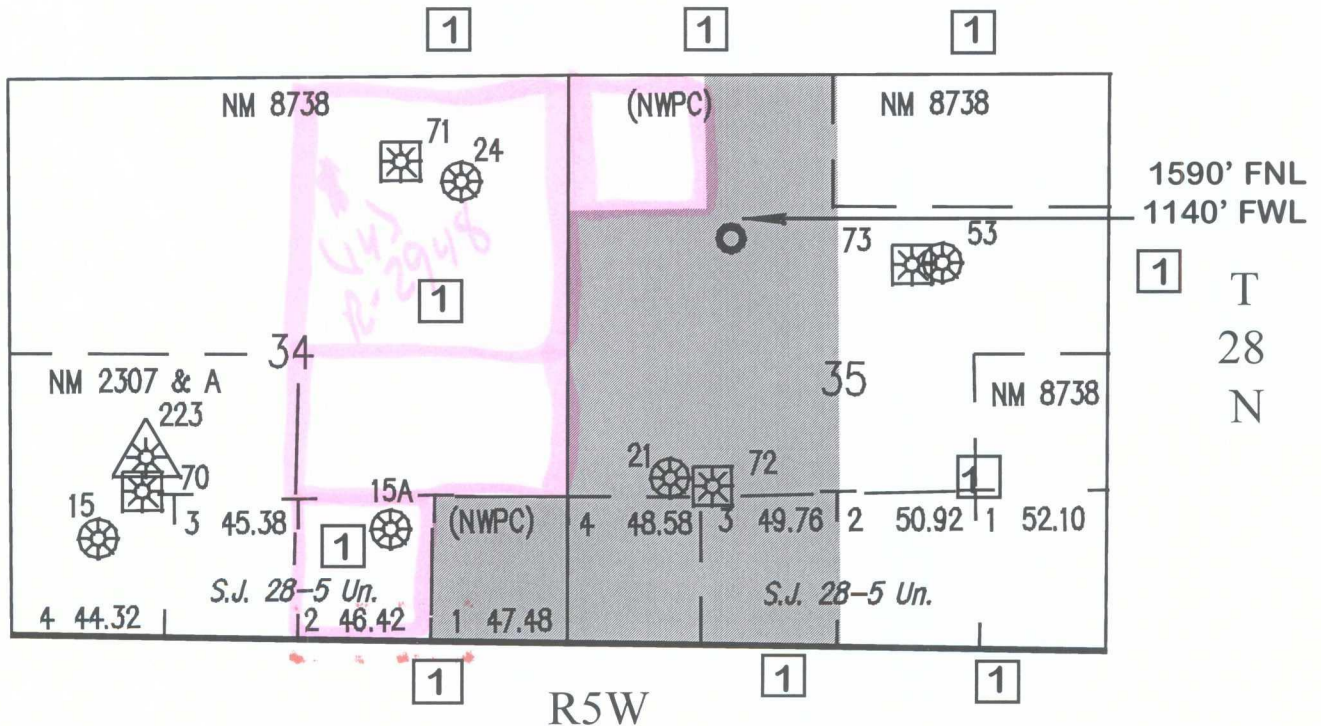 1 1 1
NM 8738 (NWPC) NM 8738
71 24
1590' FNL
1140' FWL
73 53
1 1
T
28
N
34
NM 2307 & A
35
NM 8738
223
21 72
70
15
15A
1
3 45.38
(NWPC) 4 48.58 3 49.76 2 50.92 1 52.10
1
S.J. 28-5 Un. S.J. 28-5 Un.
4 44.32 2 46.42 1 47.48
1 1 1
R5W